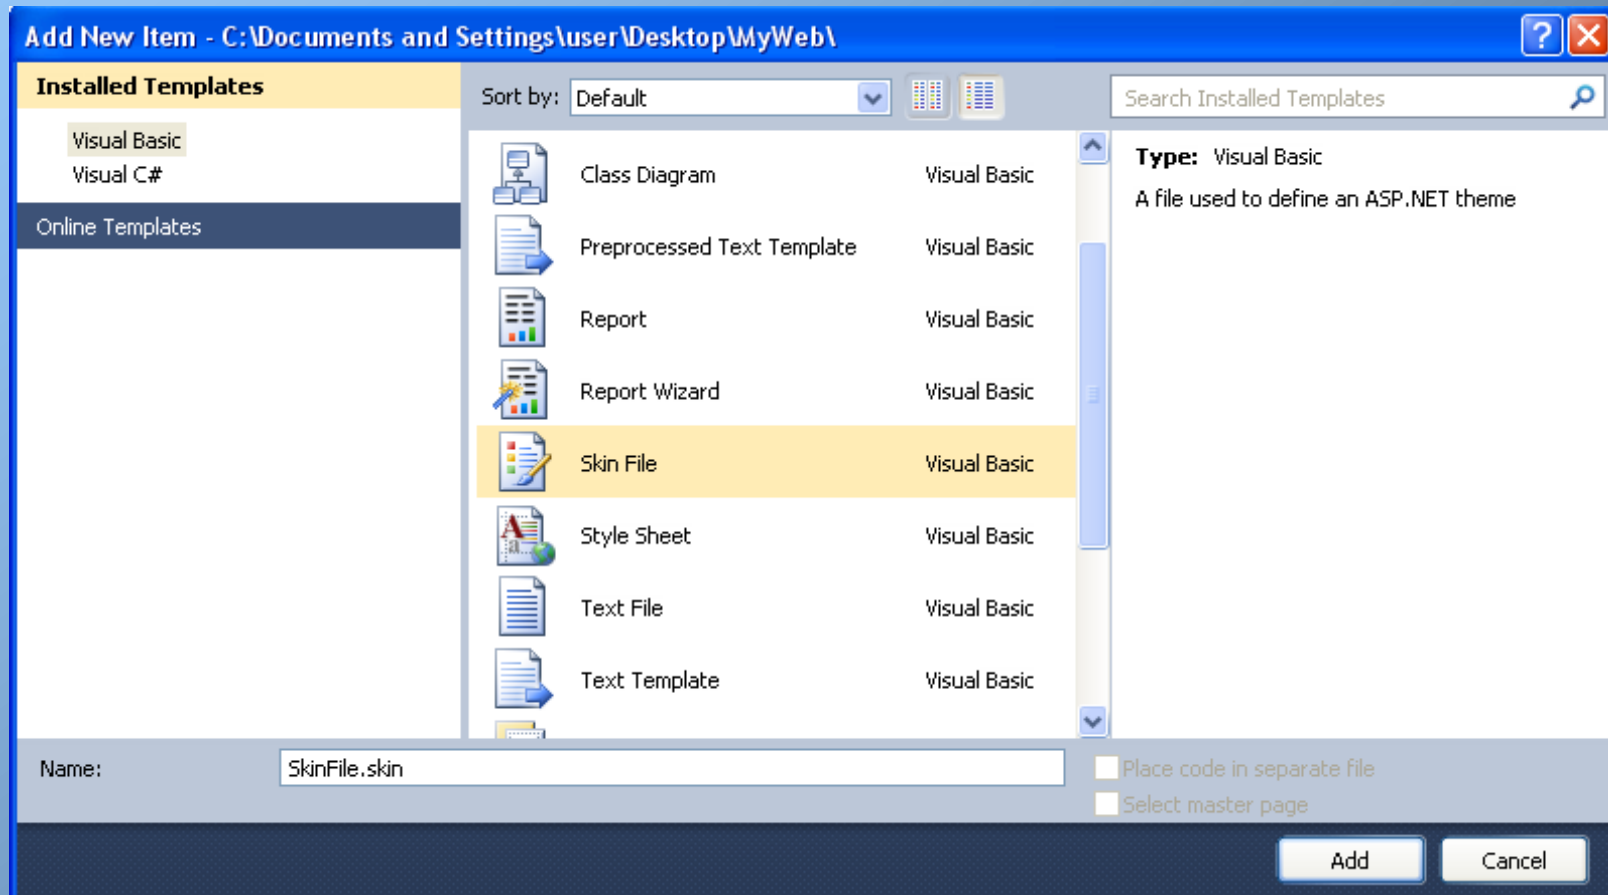 Add New Item - C:\Documents and Settings\user\Desktop\MyWeb\
Installed Templates
Visual Basic
Visual C#
Online Templates
Sort by: Default
Search Installed Templates
Class Diagram Visual Basic
Preprocessed Text Template Visual Basic
Report Visual Basic
Report Wizard Visual Basic
Skin File Visual Basic
Style Sheet Visual Basic
Text File Visual Basic
Text Template Visual Basic
Type: Visual Basic
A file used to define an ASP.NET theme
Name: SkinFile.skin
Place code in separate file
Select master page
Add Cancel